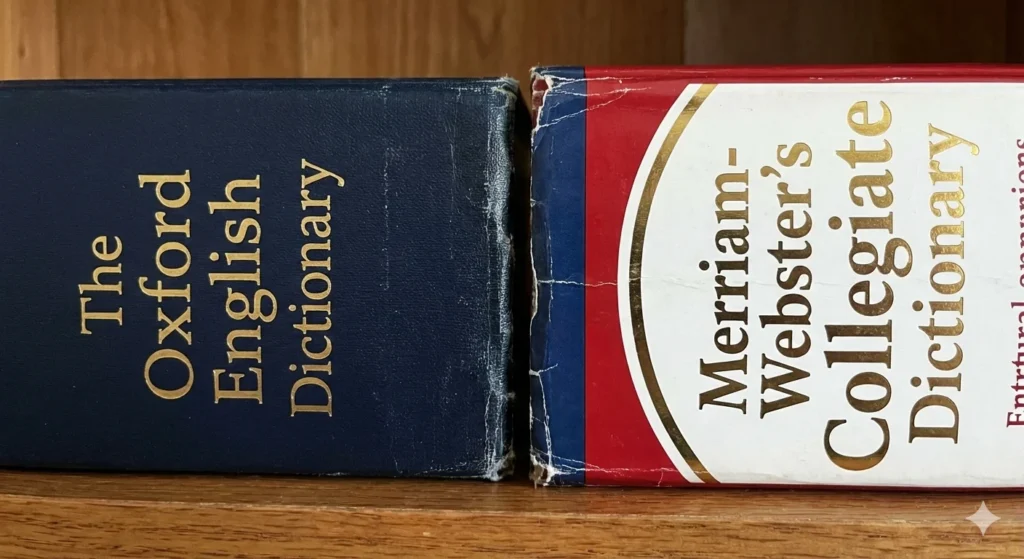 The
Oxford
English
Dictionary
Merriam-
Webster's
Collegiate
Dictionary